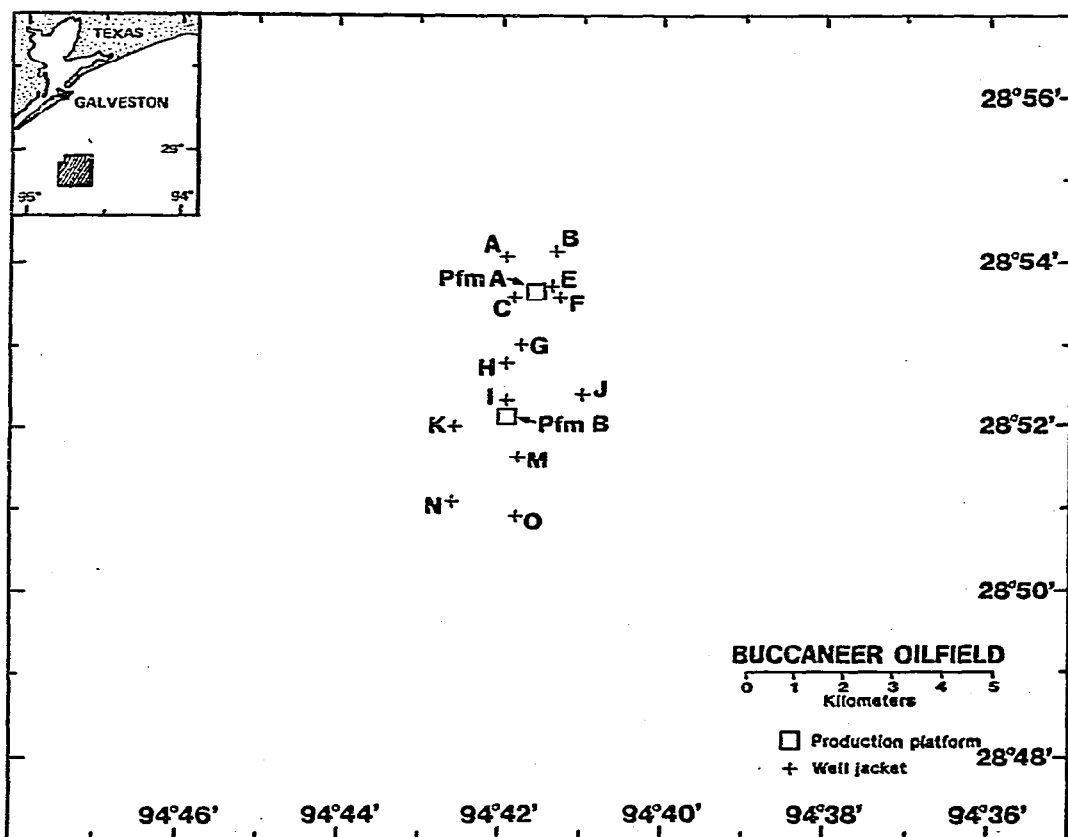 TEXAS
GALVESTON
29°
95°
94°
28°56'
A
B
28°54'
Pfm A
E
C
F
G
H
I
J
K
Pfm B
28°52'
M
N
O
28°50'
BUCCANEER OILFIELD
0 1 2 3 4 5
Kilometers
Production platform
Well jacket
28°48'
94°46' 94°44' 94°42' 94°40' 94°38' 94°36'